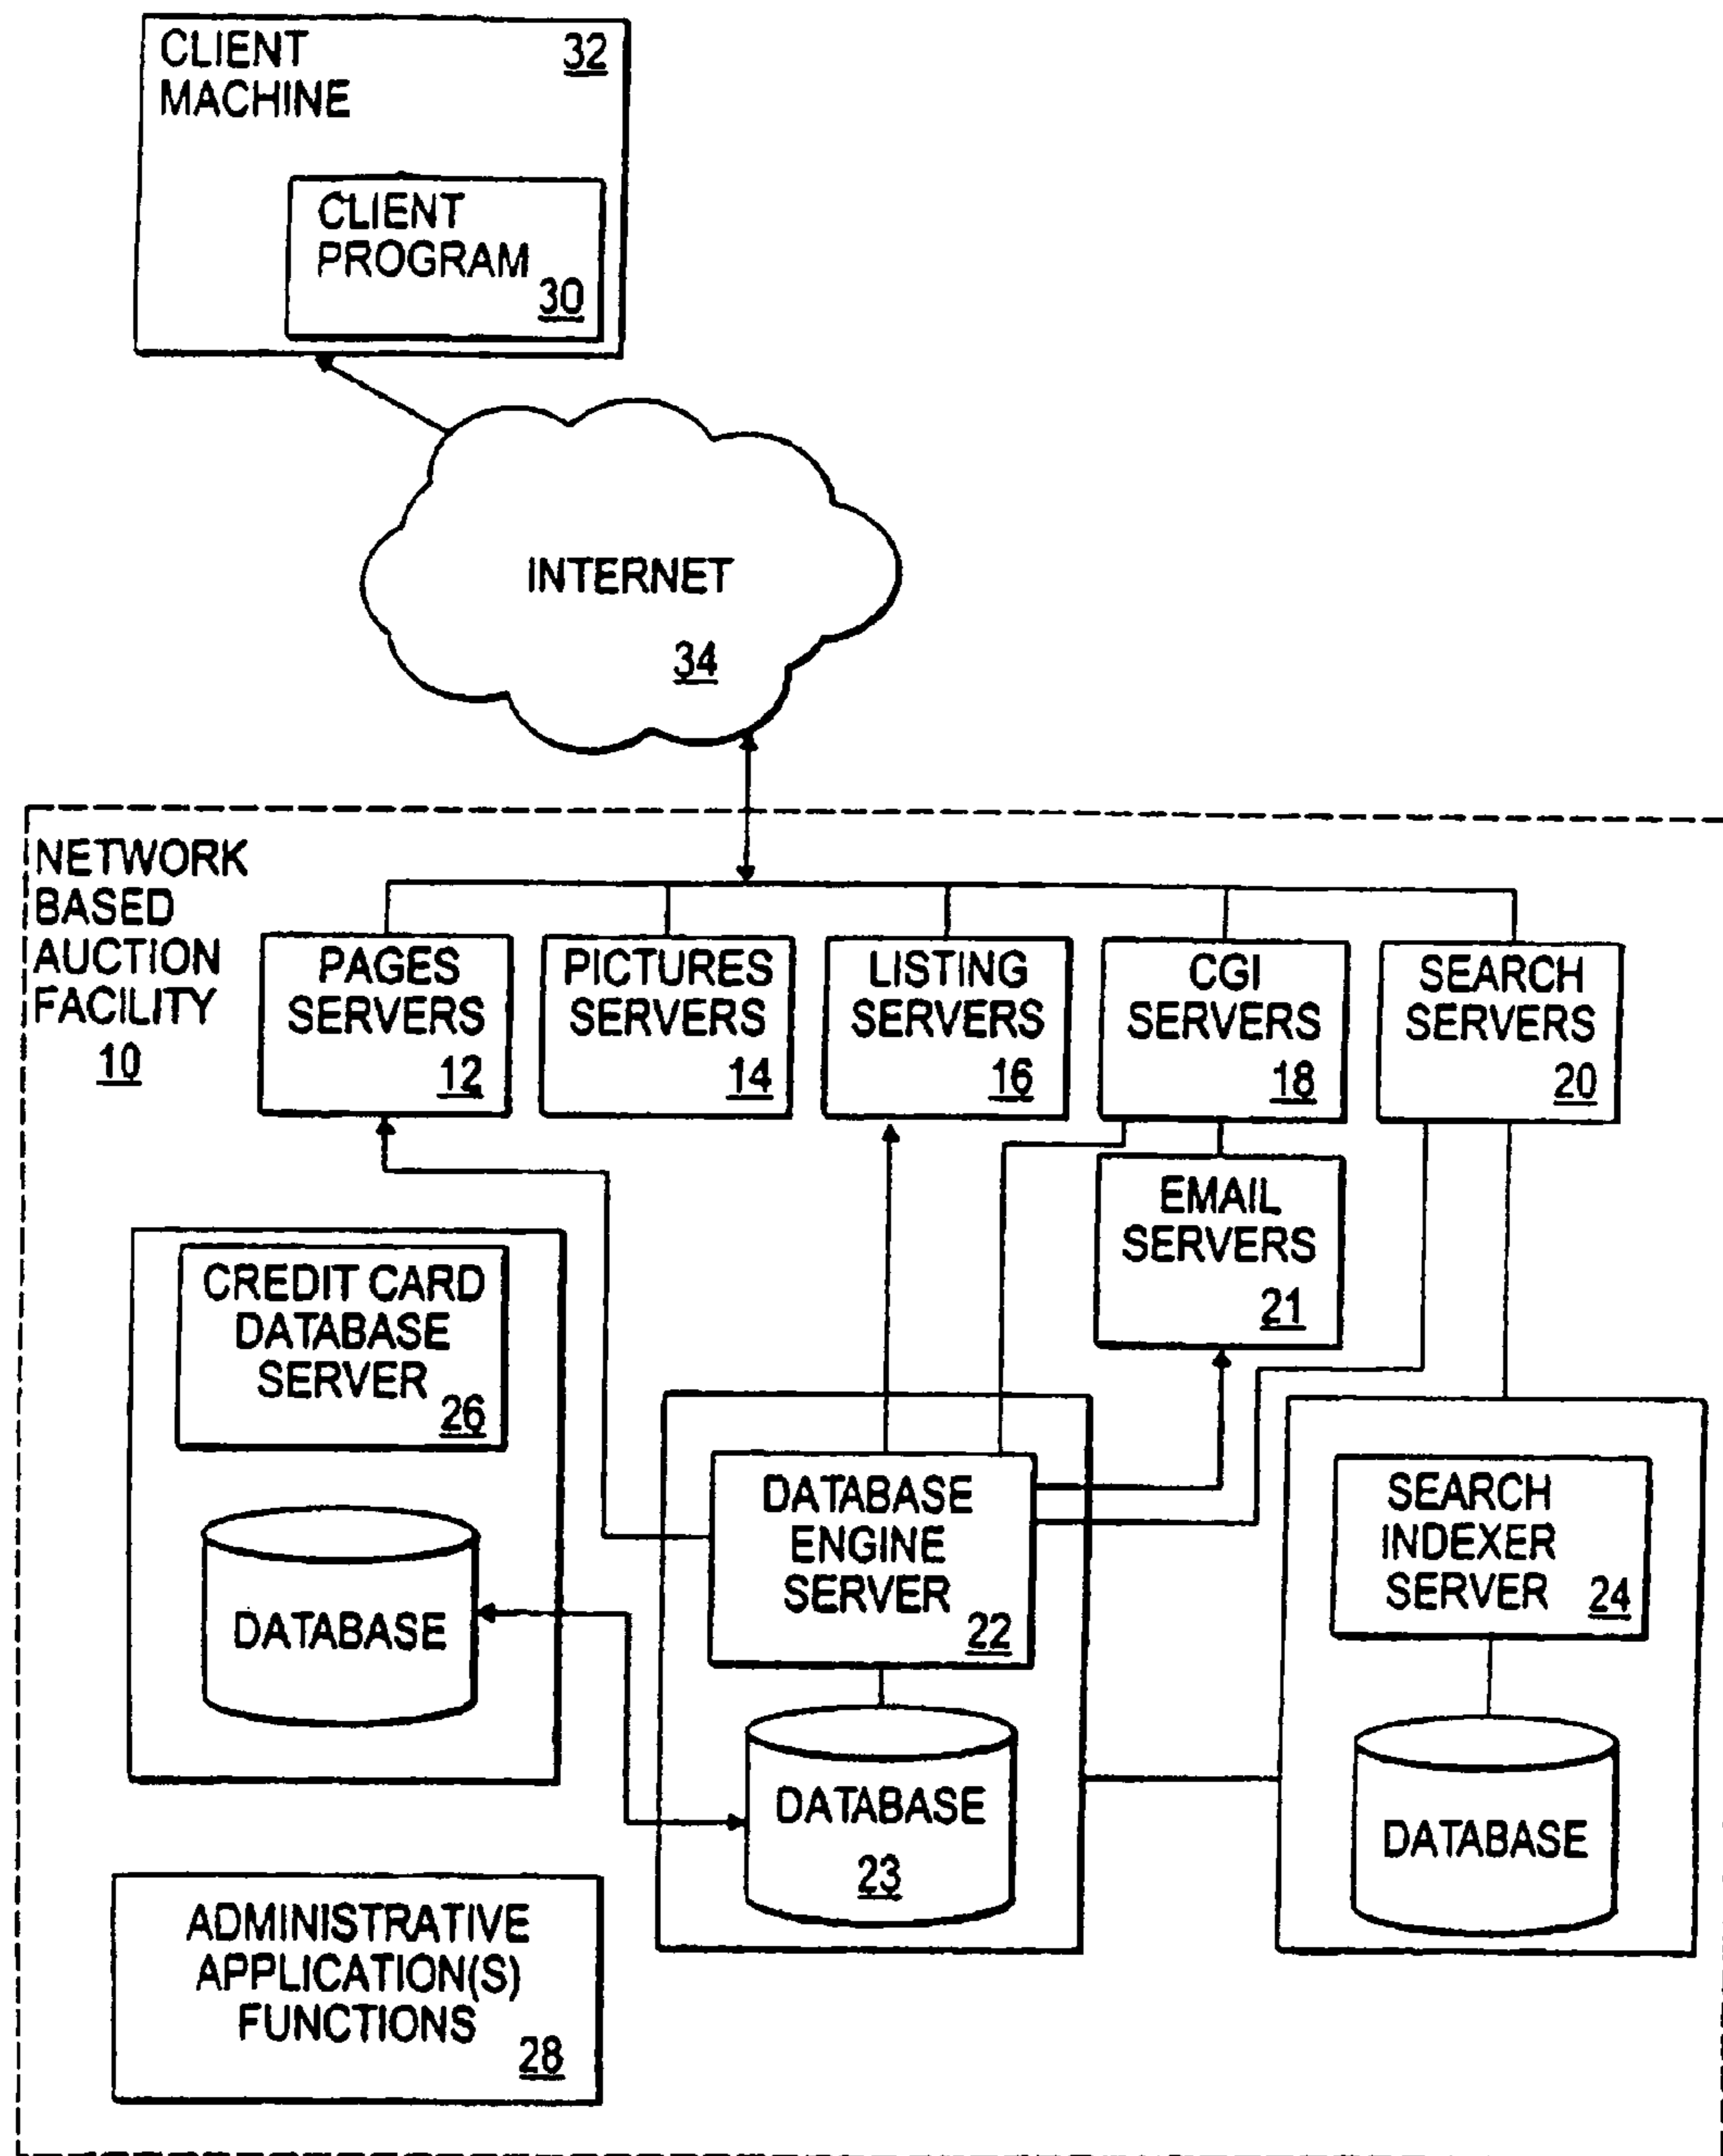 CLIENT
MACHINE
32
CLIENT
PROGRAM
30
INTERNET
34
NETWORK
BASED
AUCTION
FACILITY
10
PAGES
SERVERS
12
PICTURES
SERVERS
14
LISTING
SERVERS
16
CGI
SERVERS
18
SEARCH
SERVERS
20
EMAIL
SERVERS
21
CREDIT CARD
DATABASE
SERVER
26
DATABASE
DATABASE
ENGINE
SERVER
22
DATABASE
23
SEARCH
INDEXER
SERVER
24
DATABASE
ADMINISTRATIVE
APPLICATION(S)
FUNCTIONS
28